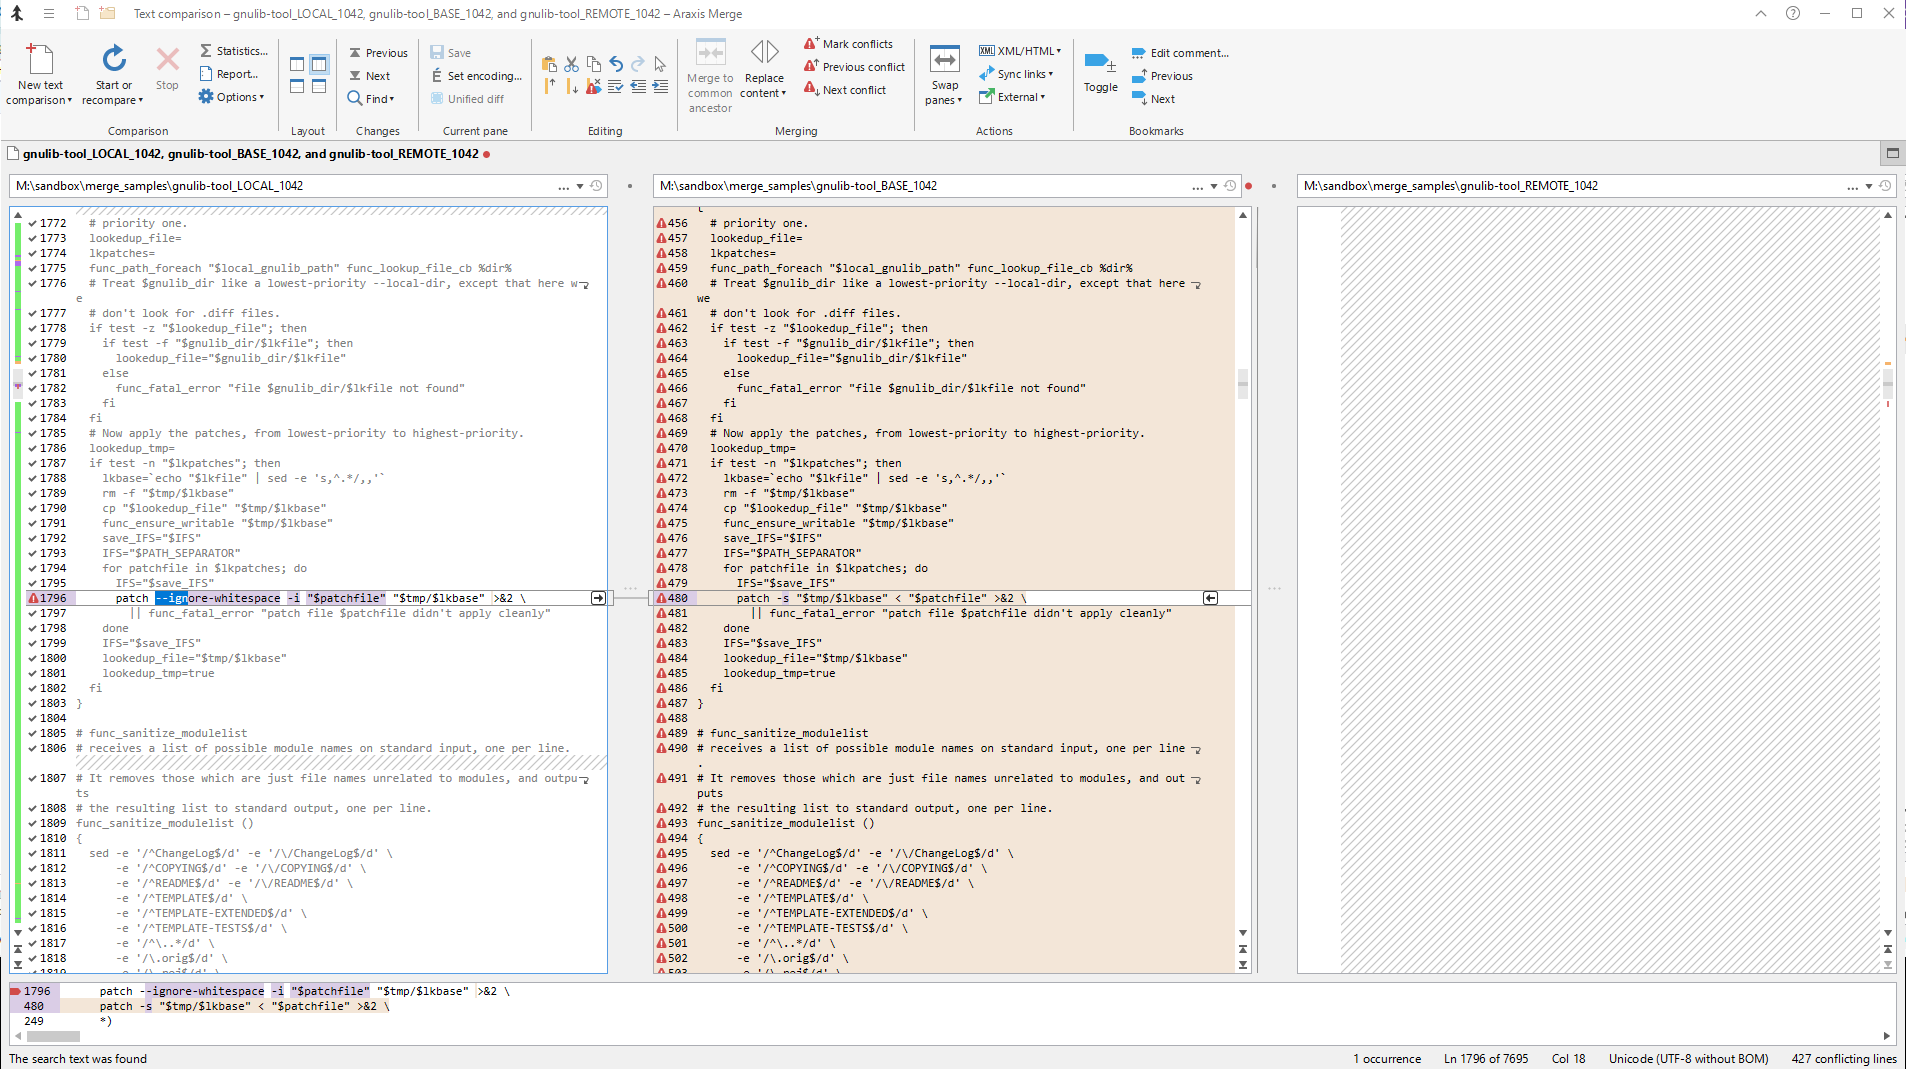 Text comparison – gnulib-tool_LOCAL_1042, gnulib-tool_BASE_1042, and gnulib-tool_REMOTE_1042 – Araxis Merge
New text comparison
Start or recompare
Stop
Statistics...
Report...
Options
Comparison
Layout
Previous
Next
Find
Changes
Save
Set encoding...
Unified diff
Current pane
Editing
Merge to common ancestor
Replace content
Mark conflicts
Previous conflict
Next conflict
Merging
Swap panes
XML XML/HTML
Sync links
External
Actions
Toggle
Edit comment...
Previous
Next
Bookmarks
gnulib-tool_LOCAL_1042, gnulib-tool_BASE_1042, and gnulib-tool_REMOTE_1042
M:\sandbox\merge_samples\gnulib-tool_LOCAL_1042 ...
1772   # priority one.
1773   lookedup_file=
1774   lkpatches=
1775   func_path_foreach "$local_gnulib_path" func_lookup_file_cb %dir%
1776   # Treat $gnulib_dir like a lowest-priority --local-dir, except that here w
e
1777   # don't look for .diff files.
1778   if test -z "$lookedup_file"; then
1779     if test -f "$gnulib_dir/$lkfile"; then
1780       lookedup_file="$gnulib_dir/$lkfile"
1781     else
1782       func_fatal_error "file $gnulib_dir/$lkfile not found"
1783     fi
1784   fi
1785   # Now apply the patches, from lowest-priority to highest-priority.
1786   lookedup_tmp=
1787   if test -n "$lkpatches"; then
1788     lkbase=`echo "$lkfile" | sed -e 's,^.*/,,'`
1789     rm -f "$tmp/$lkbase"
1790     cp "$lookedup_file" "$tmp/$lkbase"
1791     func_ensure_writable "$tmp/$lkbase"
1792     save_IFS="$IFS"
1793     IFS="$PATH_SEPARATOR"
1794     for patchfile in $lkpatches; do
1795       IFS="$save_IFS"
1796       patch --ignore-whitespace -i "$patchfile" "$tmp/$lkbase" >&2 \
1797         || func_fatal_error "patch file $patchfile didn't apply cleanly"
1798     done
1799     IFS="$save_IFS"
1800     lookedup_file="$tmp/$lkbase"
1801     lookedup_tmp=true
1802   fi
1803 }
1804
1805 # func_sanitize_modulelist
1806 # receives a list of possible module names on standard input, one per line.
1807 # It removes those which are just file names unrelated to modules, and outpu
ts
1808 # the resulting list to standard output, one per line.
1809 func_sanitize_modulelist ()
1810 {
1811   sed -e '/^ChangeLog$/d' -e '/\/ChangeLog$/d' \
1812       -e '/^COPYING$/d' -e '/\/COPYING$/d' \
1813       -e '/^README$/d' -e '/\/README$/d' \
1814       -e '/^TEMPLATE$/d' \
1815       -e '/^TEMPLATE-EXTENDED$/d' \
1816       -e '/^TEMPLATE-TESTS$/d' \
1817       -e '/^\..*/d' \
1818       -e '/\.orig$/d' \
M:\sandbox\merge_samples\gnulib-tool_BASE_1042 ...
456   # priority one.
457   lookedup_file=
458   lkpatches=
459   func_path_foreach "$local_gnulib_path" func_lookup_file_cb %dir%
460   # Treat $gnulib_dir like a lowest-priority --local-dir, except that here
we
461   # don't look for .diff files.
462   if test -z "$lookedup_file"; then
463     if test -f "$gnulib_dir/$lkfile"; then
464       lookedup_file="$gnulib_dir/$lkfile"
465     else
466       func_fatal_error "file $gnulib_dir/$lkfile not found"
467     fi
468   fi
469   # Now apply the patches, from lowest-priority to highest-priority.
470   lookedup_tmp=
471   if test -n "$lkpatches"; then
472     lkbase=`echo "$lkfile" | sed -e 's,^.*/,,'`
473     rm -f "$tmp/$lkbase"
474     cp "$lookedup_file" "$tmp/$lkbase"
475     func_ensure_writable "$tmp/$lkbase"
476     save_IFS="$IFS"
477     IFS="$PATH_SEPARATOR"
478     for patchfile in $lkpatches; do
479       IFS="$save_IFS"
480       patch -s "$tmp/$lkbase" < "$patchfile" >&2 \
481         || func_fatal_error "patch file $patchfile didn't apply cleanly"
482     done
483     IFS="$save_IFS"
484     lookedup_file="$tmp/$lkbase"
485     lookedup_tmp=true
486   fi
487 }
488
489 # func_sanitize_modulelist
490 # receives a list of possible module names on standard input, one per line
.
491 # It removes those which are just file names unrelated to modules, and out
puts
492 # the resulting list to standard output, one per line.
493 func_sanitize_modulelist ()
494 {
495   sed -e '/^ChangeLog$/d' -e '/\/ChangeLog$/d' \
496       -e '/^COPYING$/d' -e '/\/COPYING$/d' \
497       -e '/^README$/d' -e '/\/README$/d' \
498       -e '/^TEMPLATE$/d' \
499       -e '/^TEMPLATE-EXTENDED$/d' \
500       -e '/^TEMPLATE-TESTS$/d' \
501       -e '/^\..*/d' \
502       -e '/\.orig$/d' \
M:\sandbox\merge_samples\gnulib-tool_REMOTE_1042 ...
1796       patch --ignore-whitespace -i "$patchfile" "$tmp/$lkbase" >&2 \
480       patch -s "$tmp/$lkbase" < "$patchfile" >&2 \
249       *)
The search text was found
1 occurrence
Ln 1796 of 7695
Col 18
Unicode (UTF-8 without BOM)
427 conflicting lines